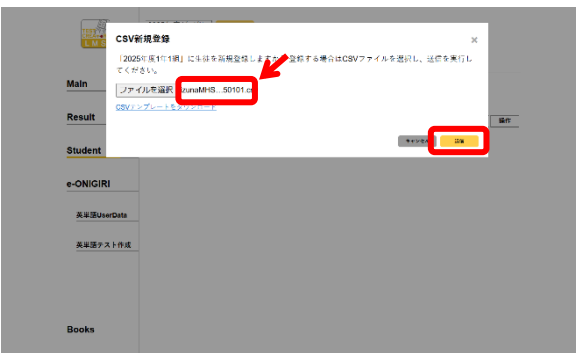 CSV新規登録
×
「2025年度1年1組」に生徒を新規登録します
登録する場合はCSVファイルを選択し、送信を実行し
てください。
ファイルを選択 zunaMHS...50101.cs
CSVテンプレートをダウンロード
キャンセル 送信
LMS
Main
Result
操作
Student
e-ONIGIRI
英単語UserData
英単語テスト作成
Books